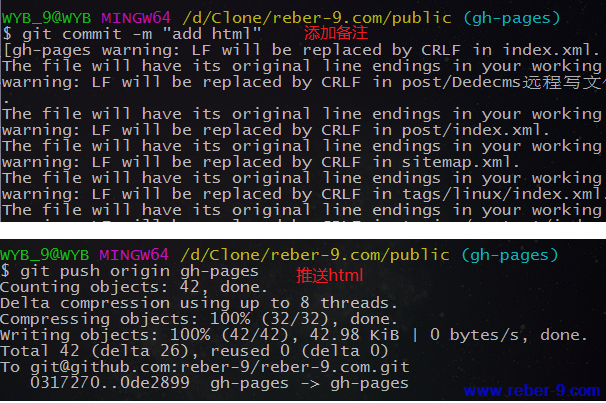 WYB_9@WYB MINGW64 /d/Clone/reber-9.com/public (gh-pages)
$ git commit -m "add html" 添加备注
[gh-pages warning: LF will be replaced by CRLF in index.xml.
The file will have its original line endings in your working
warning: LF will be replaced by CRLF in post/Dedecms远程写文
.
The file will have its original line endings in your working
warning: LF will be replaced by CRLF in post/index.xml.
The file will have its original line endings in your working
warning: LF will be replaced by CRLF in sitemap.xml.
The file will have its original line endings in your working
warning: LF will be replaced by CRLF in tags/linux/index.xml.
The file will have its original line endings in your working
WYB_9@WYB MINGW64 /d/Clone/reber-9.com/public (gh-pages)
$ git push origin gh-pages 推送html
Counting objects: 42, done.
Delta compression using up to 8 threads.
Compressing objects: 100% (32/32), done.
Writing objects: 100% (42/42), 42.98 KiB | 0 bytes/s, done.
Total 42 (delta 26), reused 0 (delta 0)
To git@github.com:reber-9/reber-9.com.git
0317270..0de2899 gh-pages -> gh-pages
www.reber-9.com